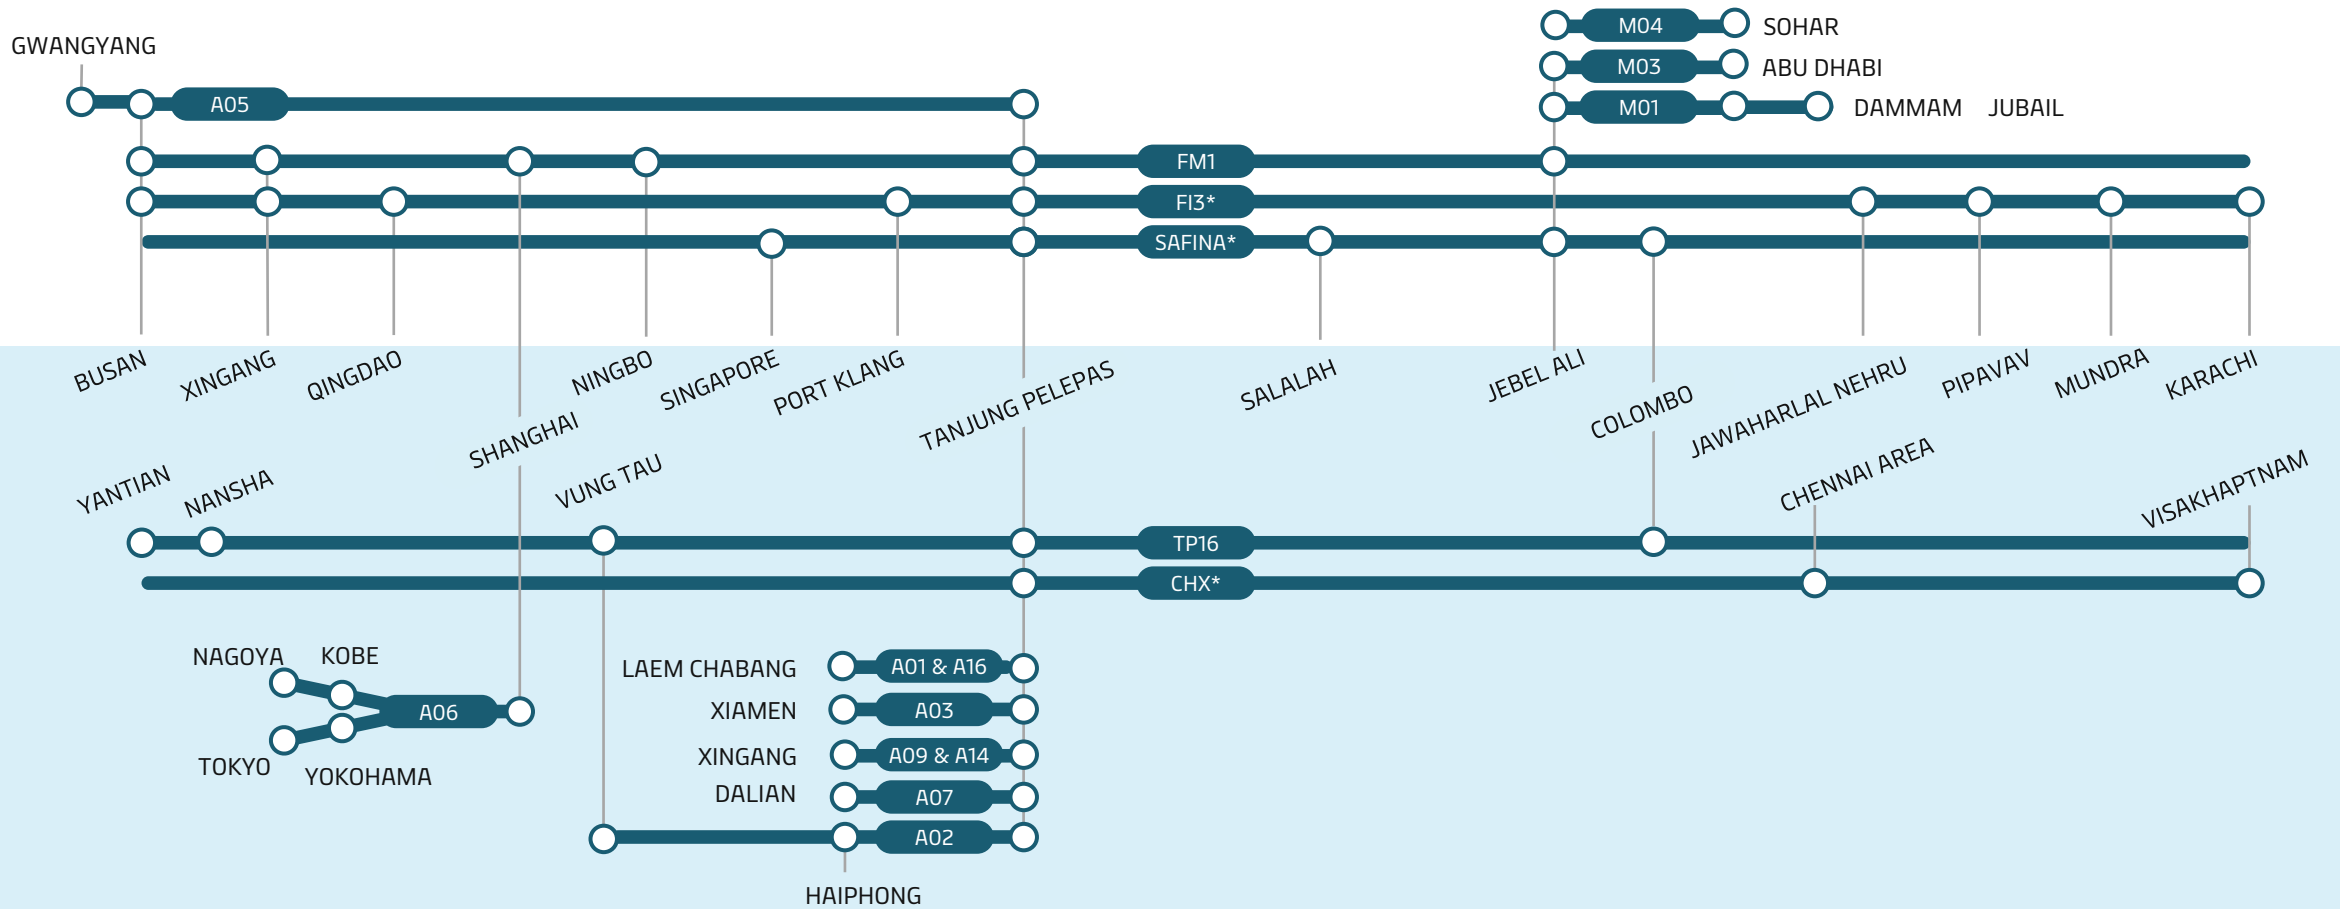 M04 SOHAR
GWANGYANG
M03 ABU DHABI
A05
M01 DAMMAM JUBAIL
FM1
FI3*
SAFINA*
BUSAN
XINGANG
QINGDAO
SHANGHAI
NINGBO
SINGAPORE
PORT KLANG
TANJUNG PELEPAS
SALALAH
JEBEL ALI
COLOMBO
JAWAHARLAL NEHRU
PIPAVAV
MUNDRA
KARACHI
YANTIAN
NANSHA
VUNG TAU
CHENNAI AREA
VISAKHAPTNAM
TP16
CHX*
NAGOYA
KOBE
A06
TOKYO
YOKOHAMA
LAEM CHABANG A01 & A16
XIAMEN A03
XINGANG A09 & A14
DALIAN A07
A02
HAIPHONG